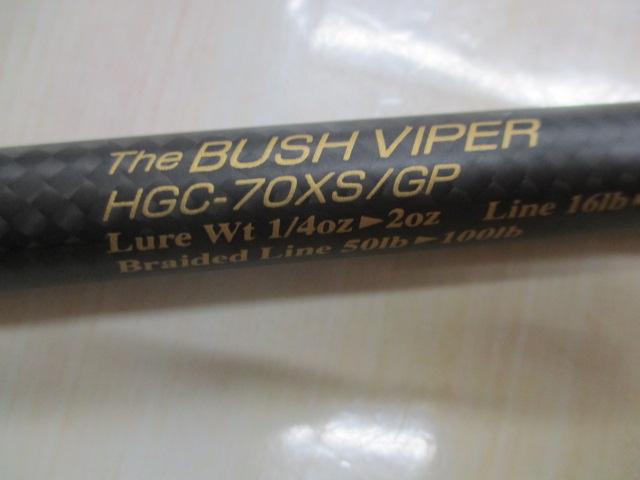 The BUSH VIPER
HGC-70XS/GP
Lure Wt 1/4oz►2oz Line 16lb
Braided Line 50lb►100lb